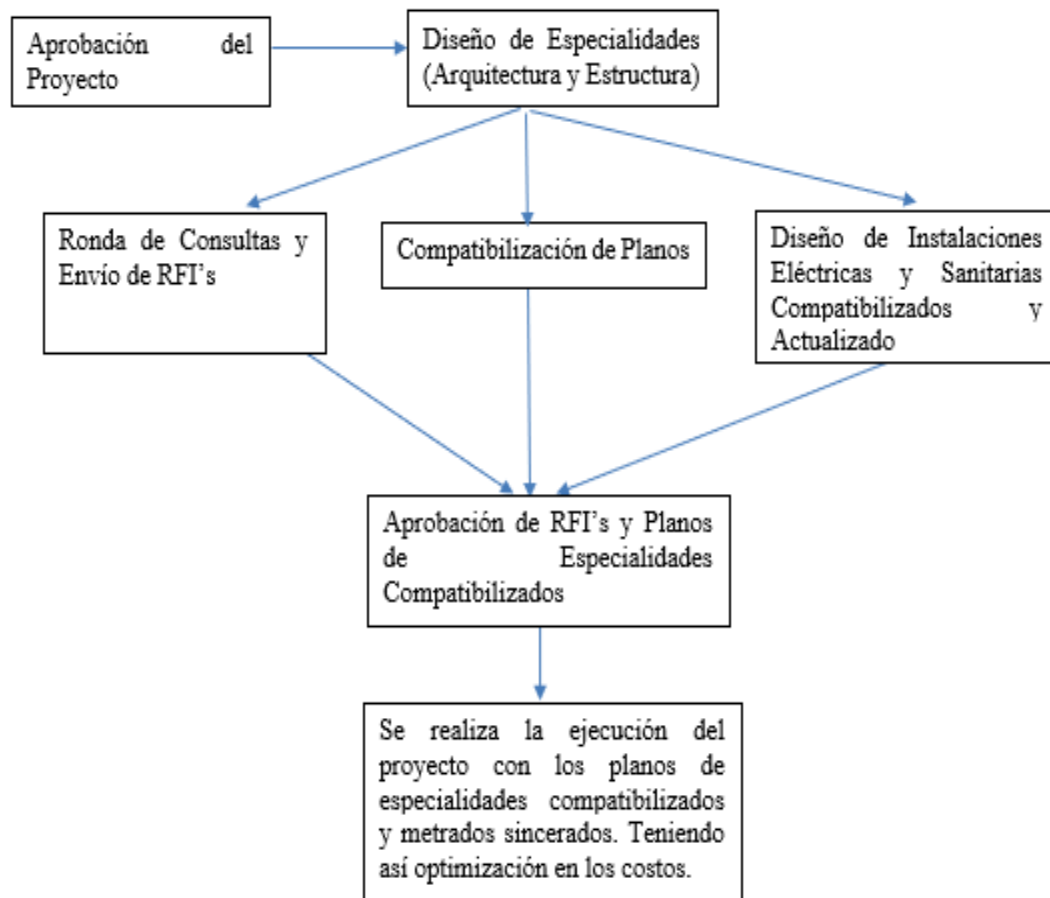 Aprobación del
Proyecto
Diseño de Especialidades
(Arquitectura y Estructura)
Ronda de Consultas y
Envío de RFI’s
Compatibilización de Planos
Diseño de Instalaciones
Eléctricas y Sanitarias
Compatibilizados y
Actualizado
Aprobación de RFI’s y Planos
de Especialidades
Compatibilizados
Se realiza la ejecución del
proyecto con los planos de
especialidades compatibilizados
y metrados sincerados. Teniendo
así optimización en los costos.